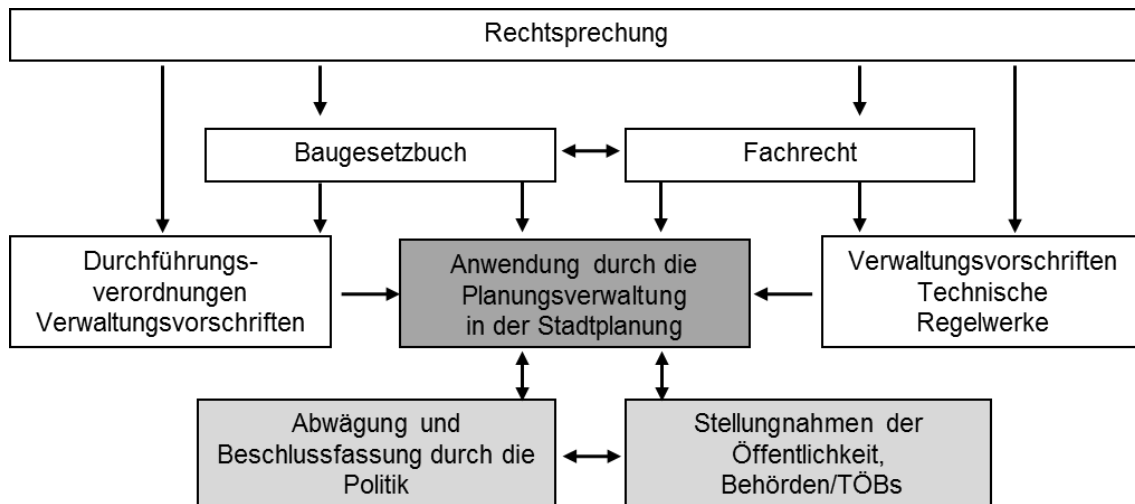 Rechtsprechung
Baugesetzbuch
Fachrecht
Durchführungs-
verordnungen
Verwaltungsvorschriften
Anwendung durch die
Planungsverwaltung
in der Stadtplanung
Verwaltungsvorschriften
Technische
Regelwerke
Abwägung und
Beschlussfassung durch die
Politik
Stellungnahmen der
Öffentlichkeit,
Behörden/TÖBs